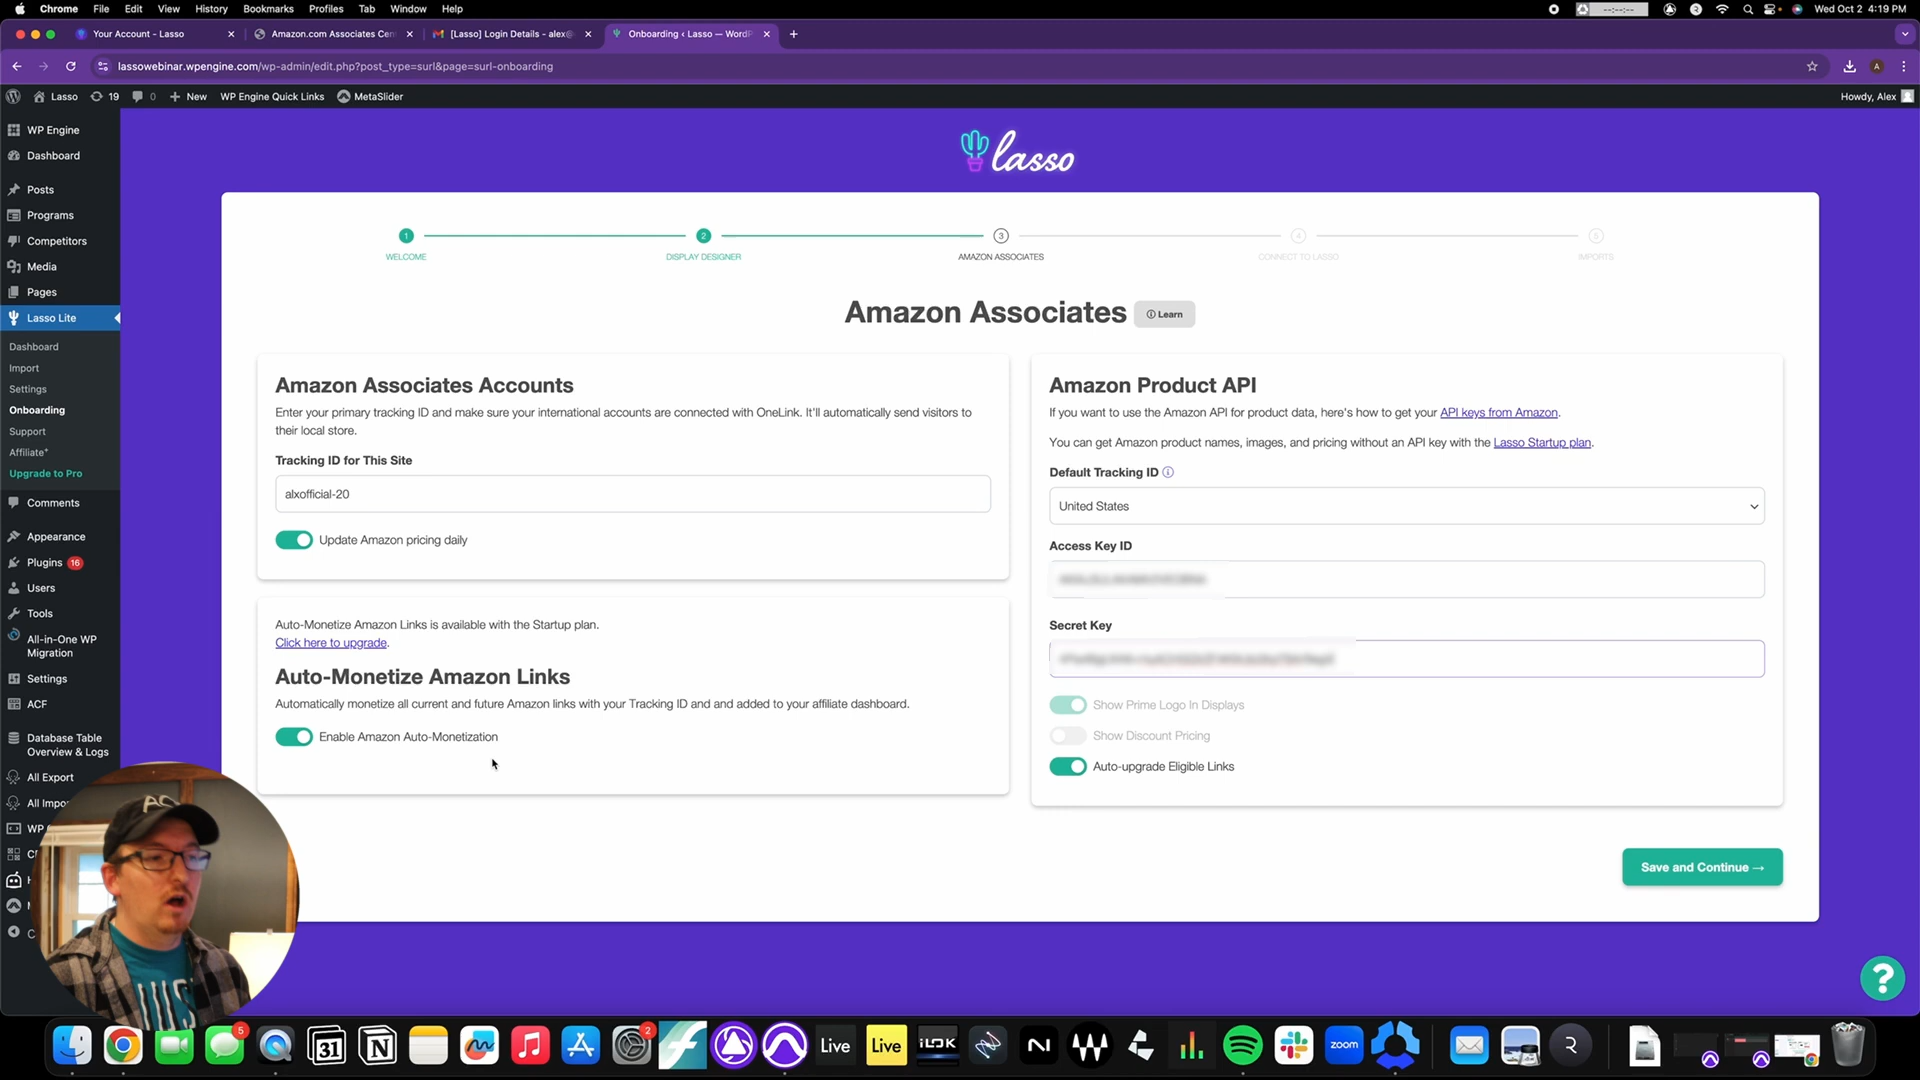 Chrome File Edit View History Bookmarks Profiles Tab Window Help
--:--:--
Wed Oct 2 4:19 PM
Your Account - Lasso
Amazon.com Associates Cen
[Lasso] Login Details - alex@
Onboarding ‹ Lasso — WordP
lassowebinar.wpengine.com/wp-admin/edit.php?post_type=surl&page=surl-onboarding
A
Lasso 19 0 New WP Engine Quick Links MetaSlider
Howdy, Alex
WP Engine
Dashboard
Posts
Programs
Competitors
Media
Pages
Lasso Lite
Dashboard
Import
Settings
Onboarding
Support
Affiliate+
Upgrade to Pro
Comments
Appearance
Plugins 16
Users
Tools
All-in-One WP
Migration
Settings
ACF
Database Table
Overview & Logs
All Export
All Impo
WP
lasso
1 2 3 4 5
WELCOME
DISPLAY DESIGNER
AMAZON ASSOCIATES
CONNECT TO LASSO
IMPORTS
Amazon Associates
Learn
Amazon Associates Accounts
Enter your primary tracking ID and make sure your international accounts are connected with OneLink. It'll automatically send visitors to
their local store.
Tracking ID for This Site
alxofficial-20
Update Amazon pricing daily
Auto-Monetize Amazon Links is available with the Startup plan.
Click here to upgrade.
Auto-Monetize Amazon Links
Automatically monetize all current and future Amazon links with your Tracking ID and and added to your affiliate dashboard.
Enable Amazon Auto-Monetization
Amazon Product API
If you want to use the Amazon API for product data, here's how to get your API keys from Amazon.
You can get Amazon product names, images, and pricing without an API key with the Lasso Startup plan.
Default Tracking ID
United States
Access Key ID
Secret Key
Show Prime Logo In Displays
Show Discount Pricing
Auto-upgrade Eligible Links
Save and Continue →
?
5
31
2
Live
Live
iLOK
zoom
R